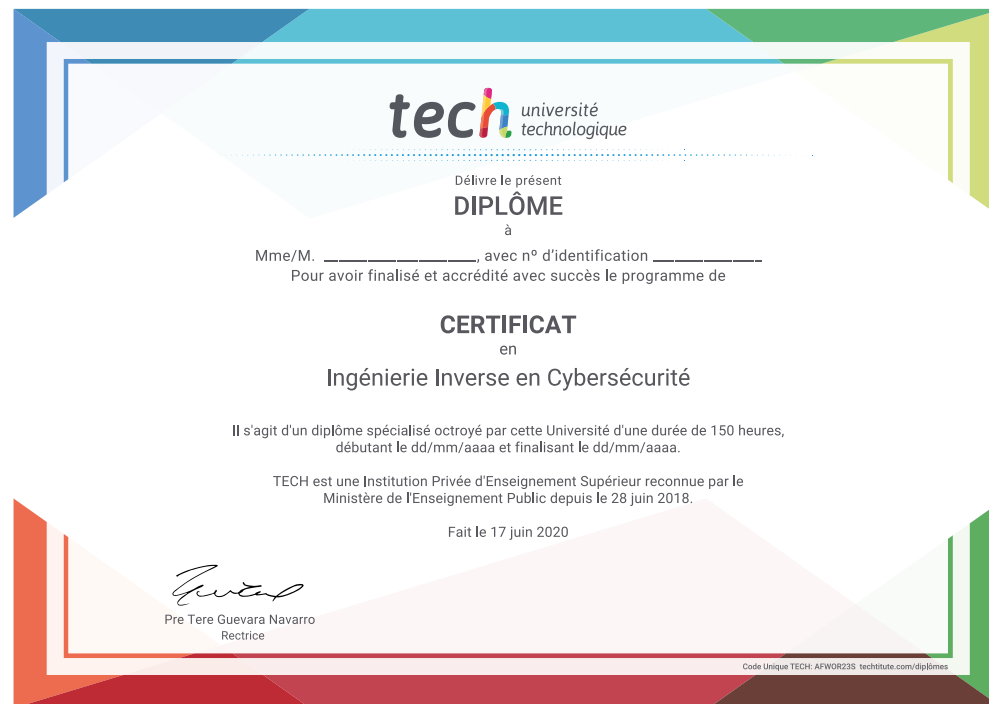 tech université
technologique
Délivre le présent
DIPLÔME
à
Mme/M. ____________________, avec nº d'identification ______________
Pour avoir finalisé et accrédité avec succès le programme de
CERTIFICAT
en
Ingénierie Inverse en Cybersécurité
Il s'agit d'un diplôme spécialisé octroyé par cette Université d'une durée de 150 heures,
débutant le dd/mm/aaaa et finalisant le dd/mm/aaaa.
TECH est une Institution Privée d'Enseignement Supérieur reconnue par le
Ministère de l'Enseignement Public depuis le 28 juin 2018.
Fait le 17 juin 2020
Pre Tere Guevara Navarro
Rectrice
Code Unique TECH: AFWOR23S techtitute.com/diplômes